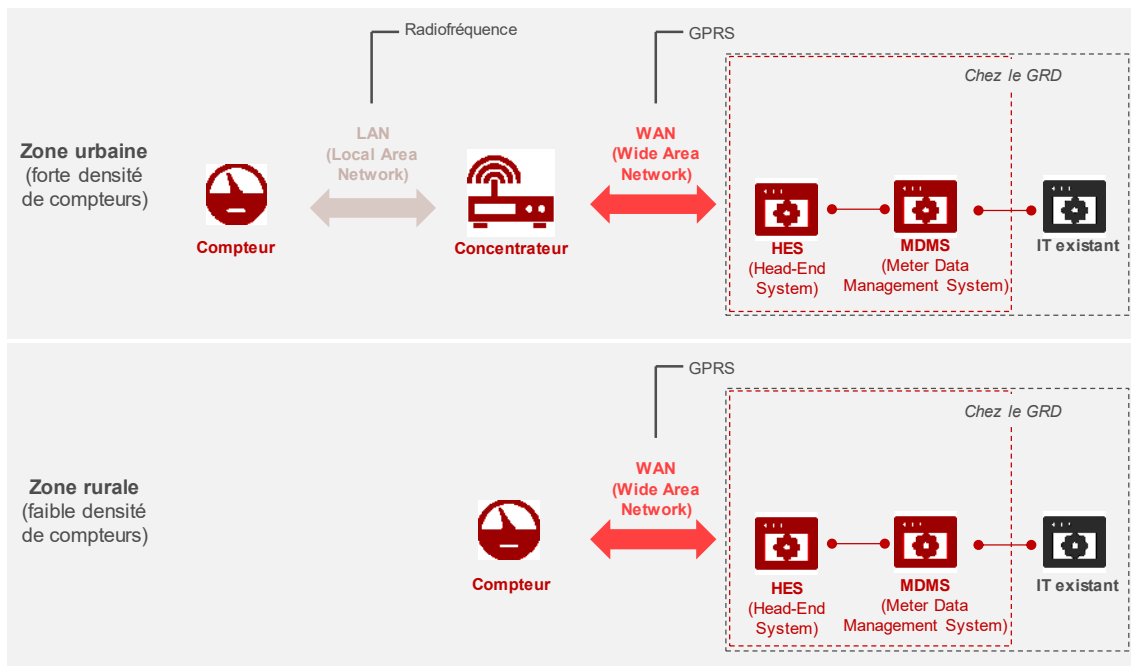 Radiofréquence
GPRS
Chez le GRD
Zone urbaine
(forte densité
de compteurs)
LAN
(Local Area
Network)
WAN
(Wide Area
Network)
Compteur
Concentrateur
HES
(Head-End
System)
MDMS
(Meter Data
Management System)
IT existant
GPRS
Chez le GRD
Zone rurale
(faible densité
de compteurs)
WAN
(Wide Area
Network)
Compteur
HES
(Head-End
System)
MDMS
(Meter Data
Management System)
IT existant